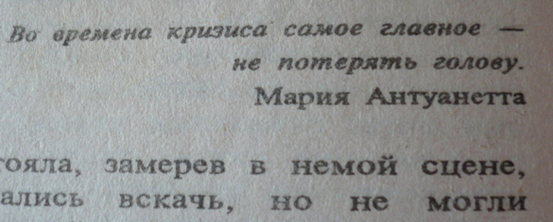 Во времена кризиса самое главное —
не потерять голову.
Мария Антуанетта
тояла, замерев в немой сцене,
ались вскачь, но не могли